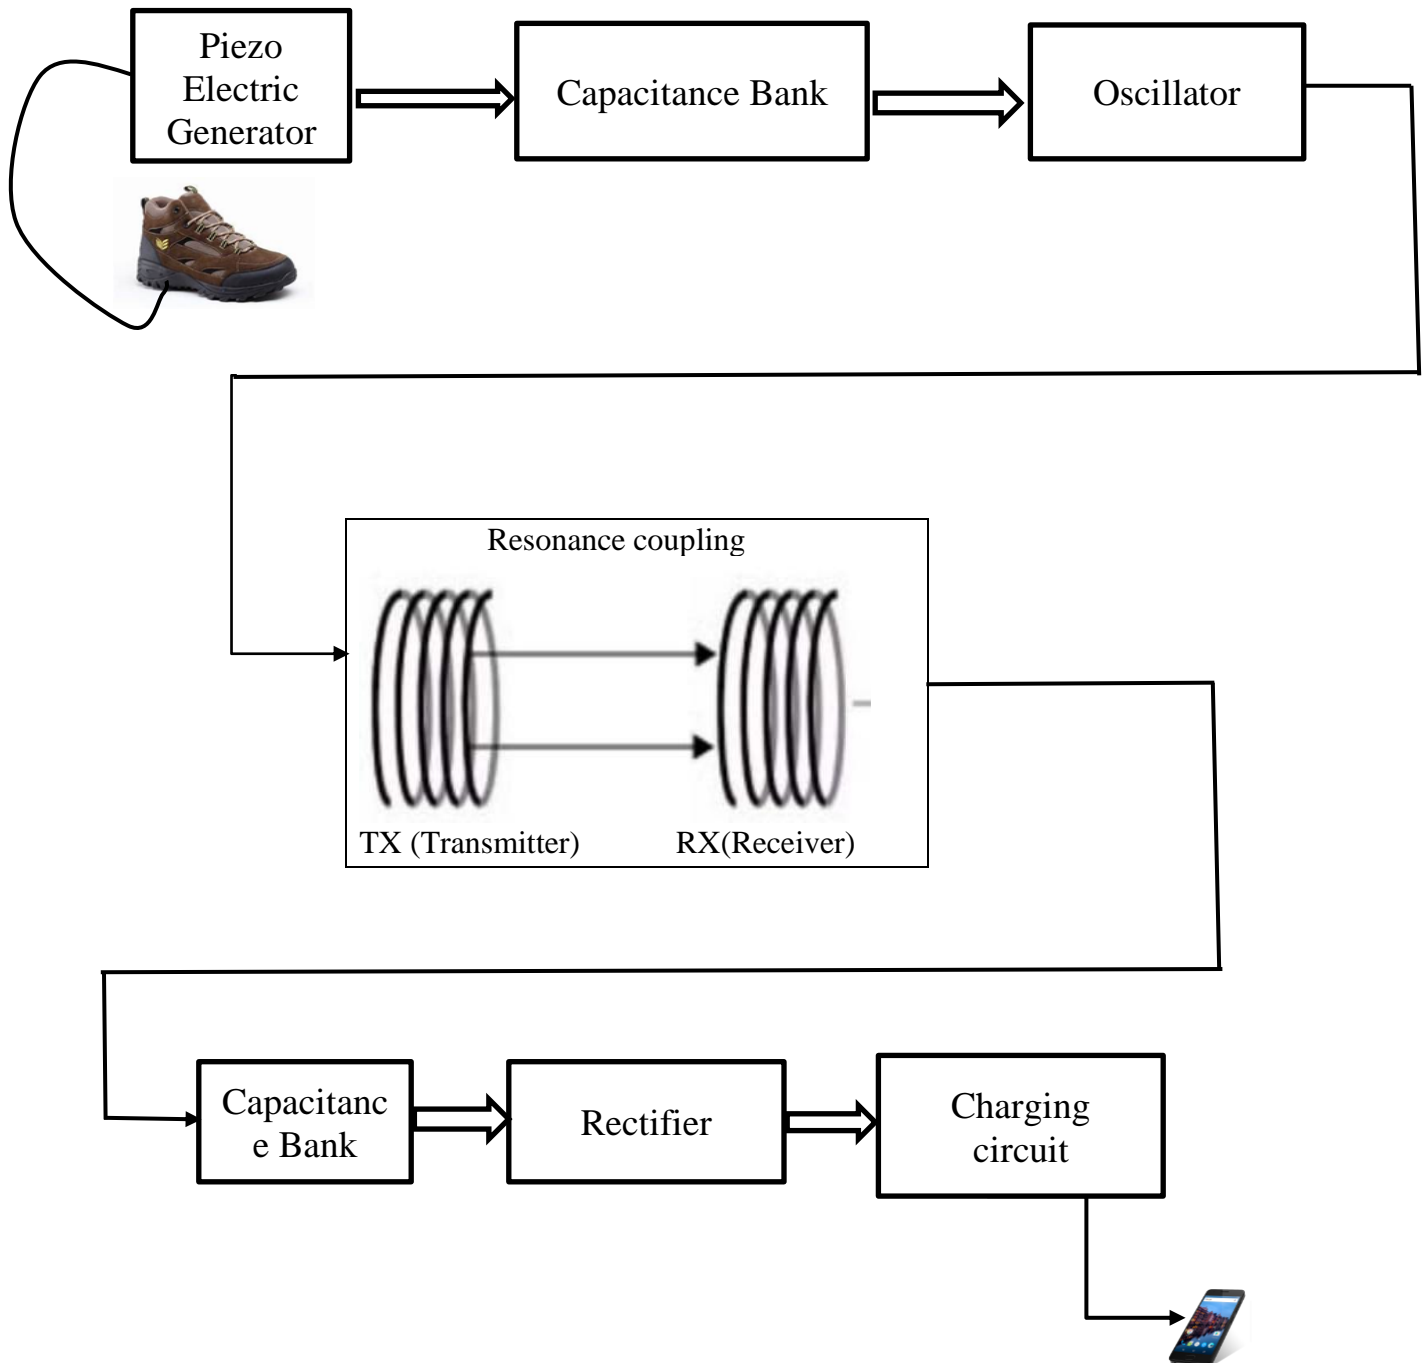 Piezo
Electric
Generator
Capacitance Bank
Oscillator
Resonance coupling
TX (Transmitter)
RX(Receiver)
Capacitanc
e Bank
Rectifier
Charging
circuit